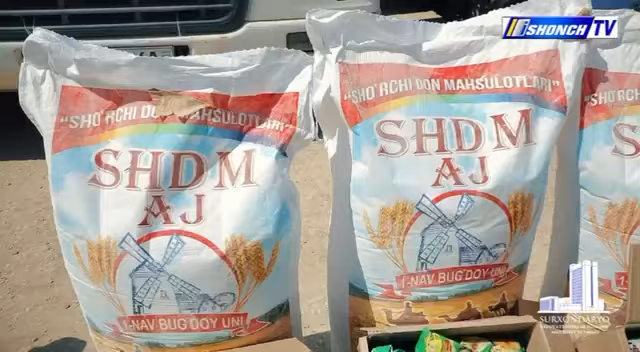 ISHONCH TV
"SHO'RCHI DON MAHSULOTLARI"
SHDM
AJ
1-NAV BUG'DOY UNI
"SHO'RCHI DON MAHSULOTLARI"
SHDM
AJ
1-NAV BUG'DOY UNI
"SHO'RCHI
SURXONDARYO